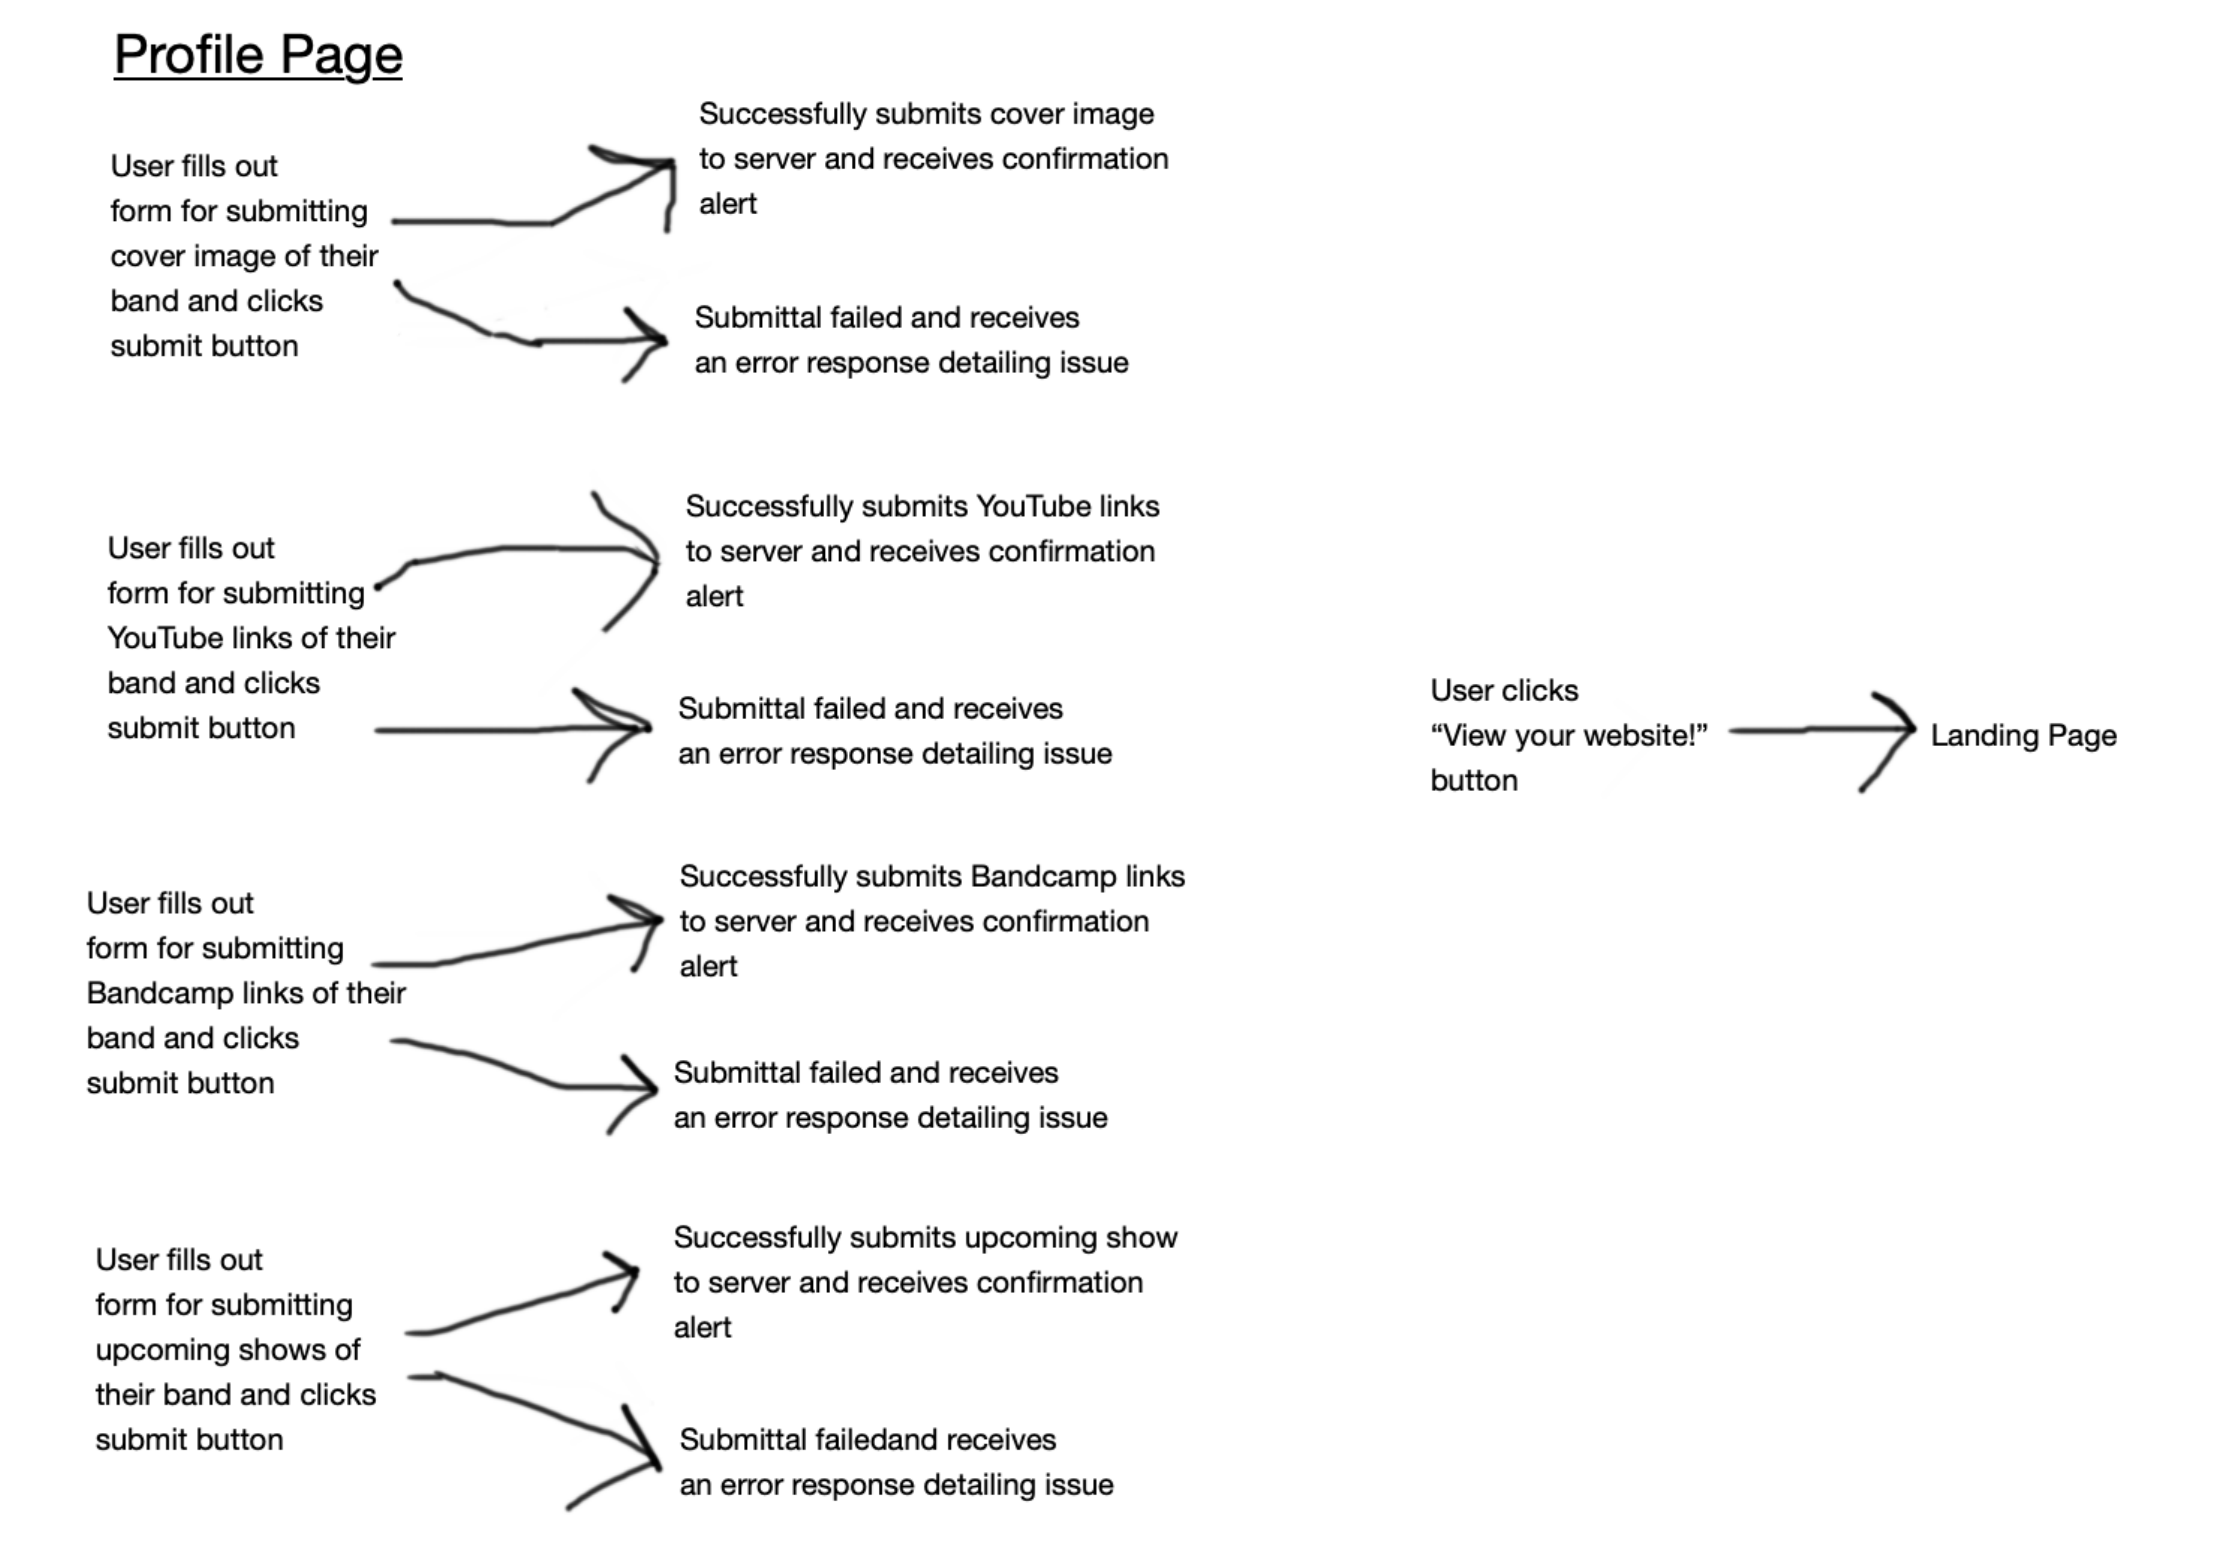 Profile Page
User fills out
form for submitting
cover image of their
band and clicks
submit button
Successfully submits cover image
to server and receives confirmation
alert
Submittal failed and receives
an error response detailing issue
User fills out
form for submitting
YouTube links of their
band and clicks
submit button
Successfully submits YouTube links
to server and receives confirmation
alert
Submittal failed and receives
an error response detailing issue
User clicks
“View your website!”
button
Landing Page
User fills out
form for submitting
Bandcamp links of their
band and clicks
submit button
Successfully submits Bandcamp links
to server and receives confirmation
alert
Submittal failed and receives
an error response detailing issue
User fills out
form for submitting
upcoming shows of
their band and clicks
submit button
Successfully submits upcoming show
to server and receives confirmation
alert
Submittal failedand receives
an error response detailing issue